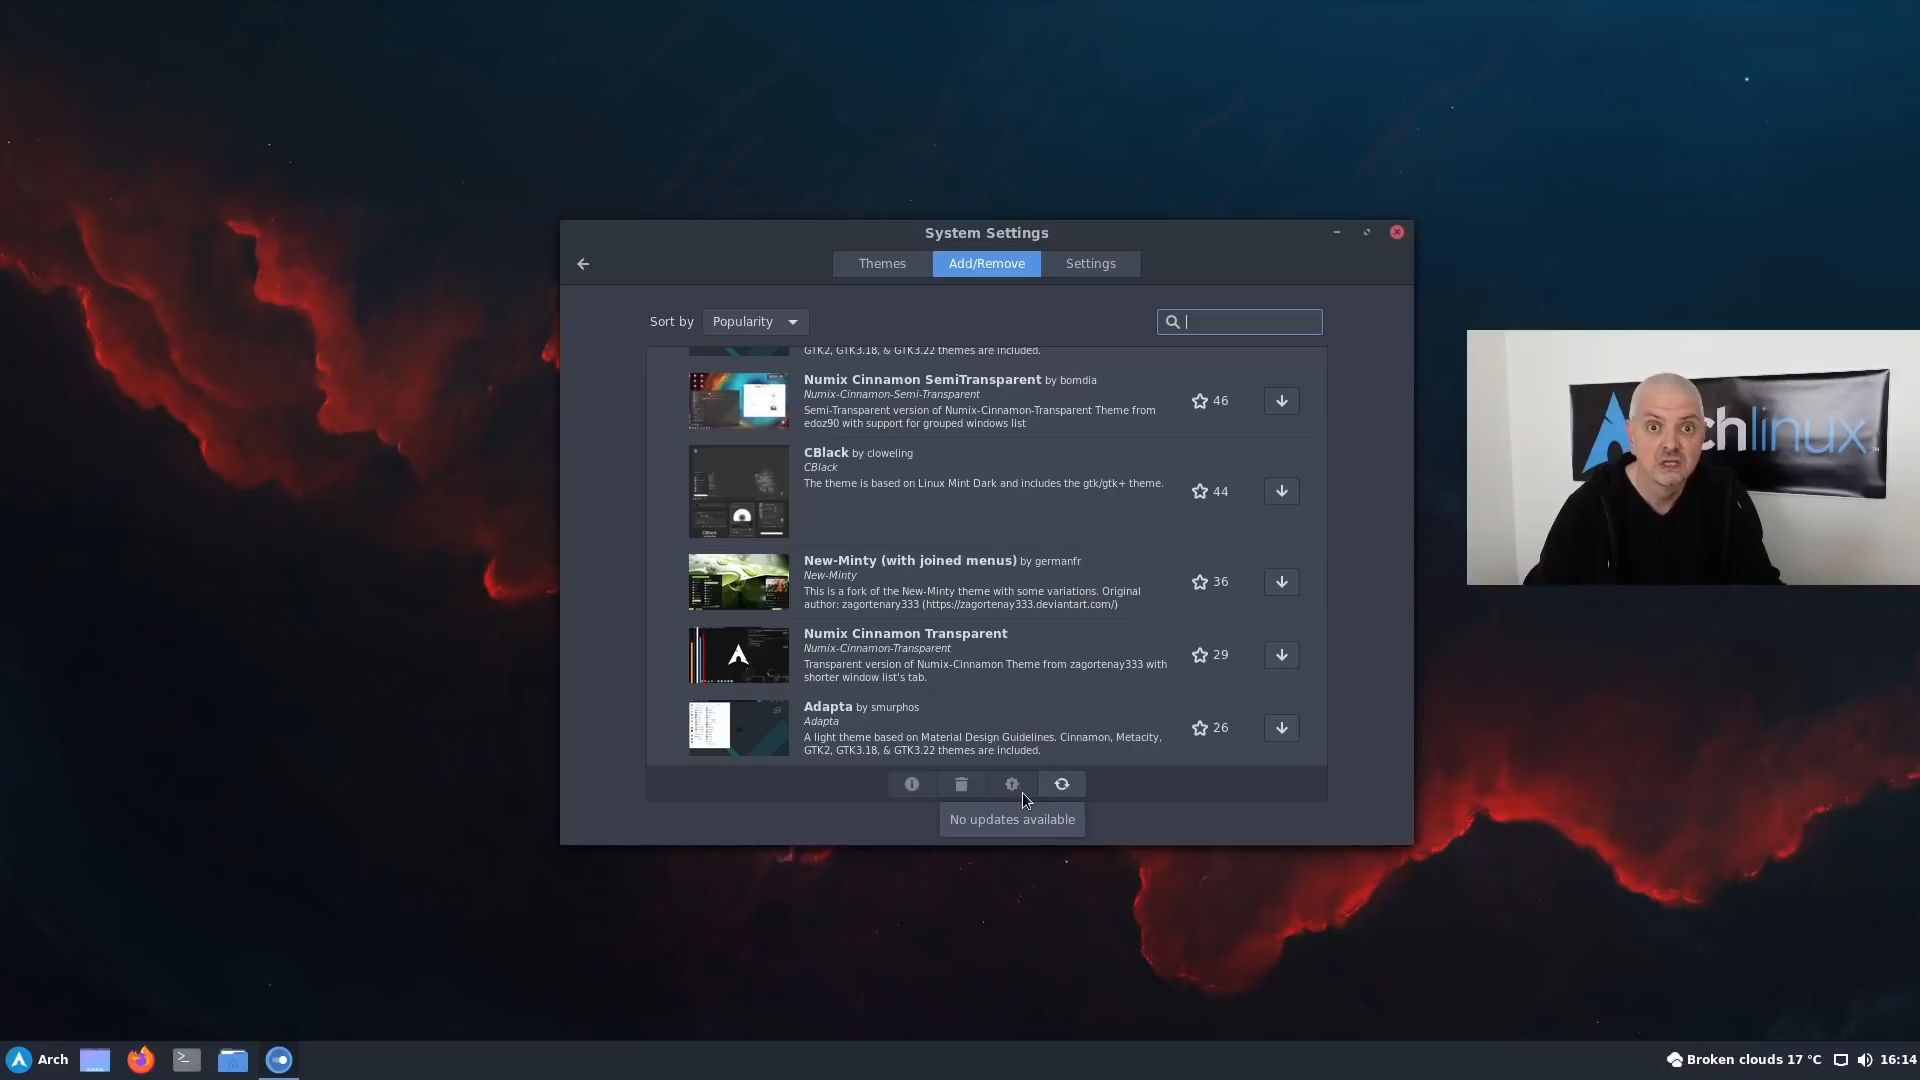 System Settings
Themes
Add/Remove
Settings
Sort by
Popularity
GTK2, GTK3.18, & GTK3.22 themes are included.
Numix Cinnamon SemiTransparent by bomdia
Numix-Cinnamon-Semi-Transparent
Semi-Transparent version of Numix-Cinnamon-Transparent Theme from
edoz90 with support for grouped windows list
46
CBlack by cloweling
CBlack
The theme is based on Linux Mint Dark and includes the gtk/gtk+ theme.
44
New-Minty (with joined menus) by germanfr
New-Minty
This is a fork of the New-Minty theme with some variations. Original
author: zagortenary333 (https://zagortenay333.deviantart.com/)
36
Numix Cinnamon Transparent
Numix-Cinnamon-Transparent
Transparent version of Numix-Cinnamon Theme from zagortenay333 with
shorter window list's tab.
29
Adapta by smurphos
Adapta
A light theme based on Material Design Guidelines. Cinnamon, Metacity,
GTK2, GTK3.18, & GTK3.22 themes are included.
26
No updates available
chlinux
Arch
Broken clouds 17 °C
16:14